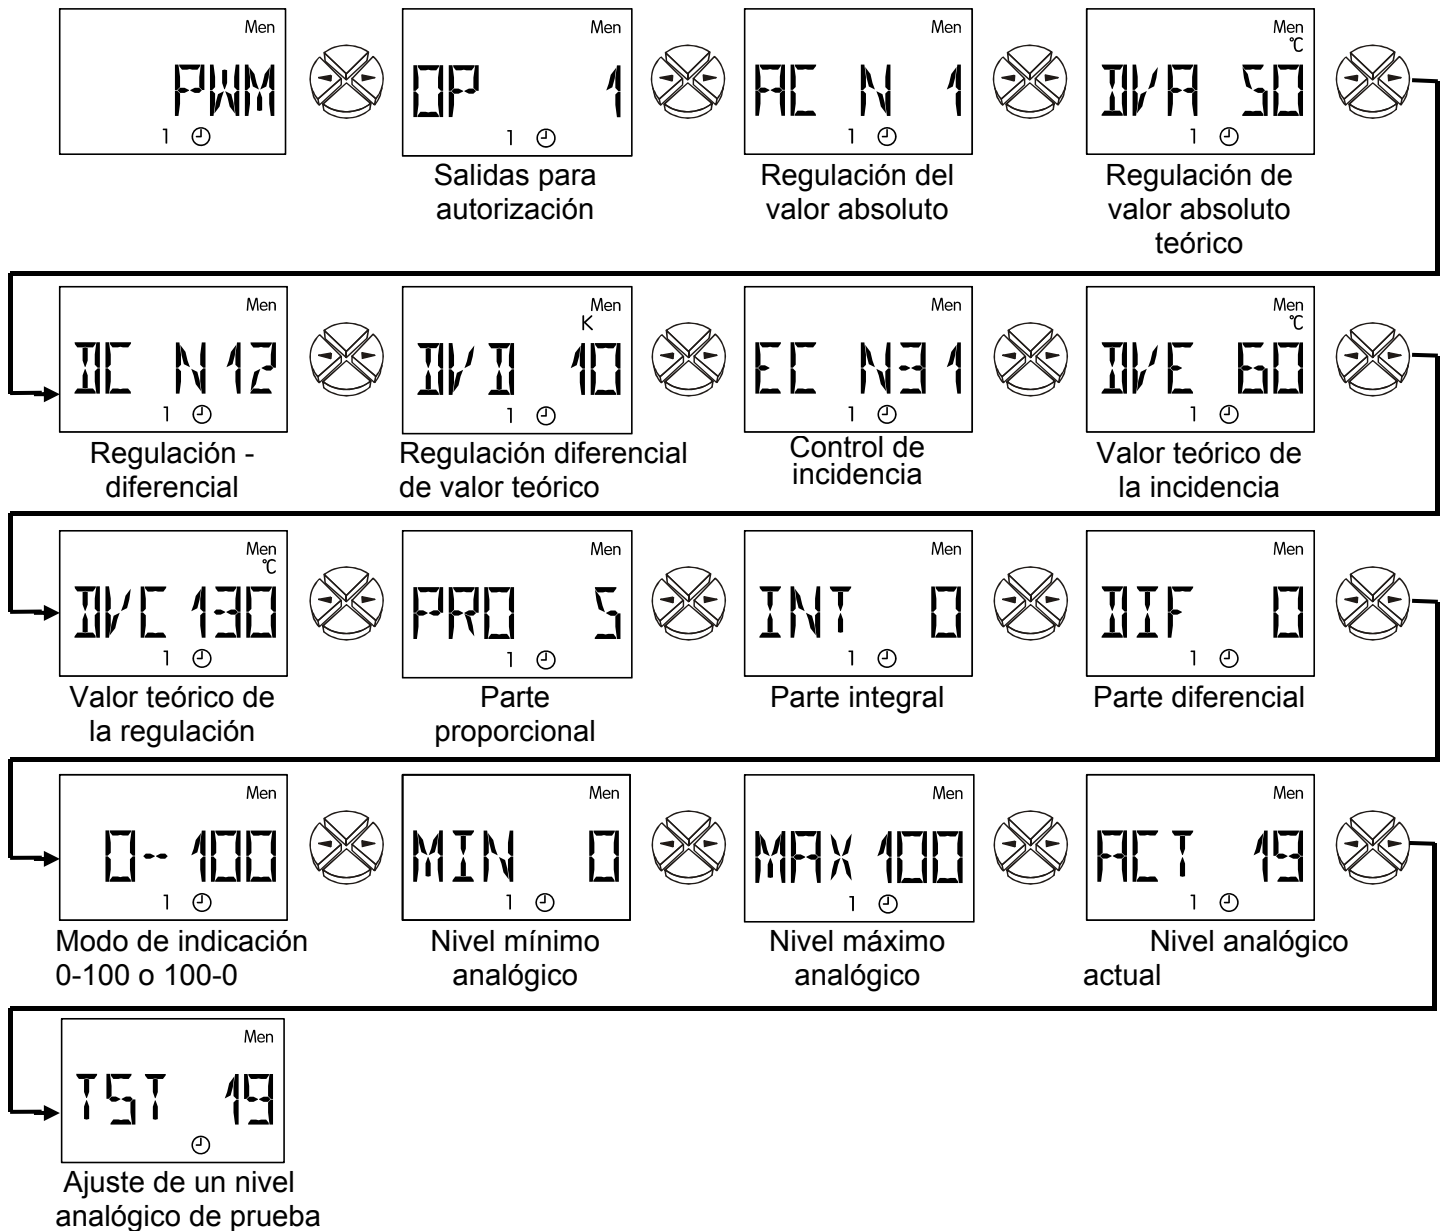 Men
PWM
1
Men
OP 1
1
Salidas para
autorización
Men
AC N 1
1
Regulación del
valor absoluto
Men
°C
DVA 50
1
Regulación de
valor absoluto
teórico
Men
DC N12
1
Regulación -
diferencial
Men
K
DVD 10
1
Regulación diferencial
de valor teórico
Men
EC N31
1
Control de
incidencia
Men
°C
DVE 60
1
Valor teórico de
la incidencia
Men
°C
DVC 130
1
Valor teórico de
la regulación
Men
PRO 5
1
Parte
proporcional
Men
INT 0
1
Parte integral
Men
DIF 0
1
Parte diferencial
Men
0-100
1
Modo de indicación
0-100 o 100-0
Men
MIN 0
1
Nivel mínimo
analógico
Men
MAX 100
1
Nivel máximo
analógico
Men
ACT 19
1
Nivel analógico
actual
Men
TST 19
Ajuste de un nivel
analógico de prueba